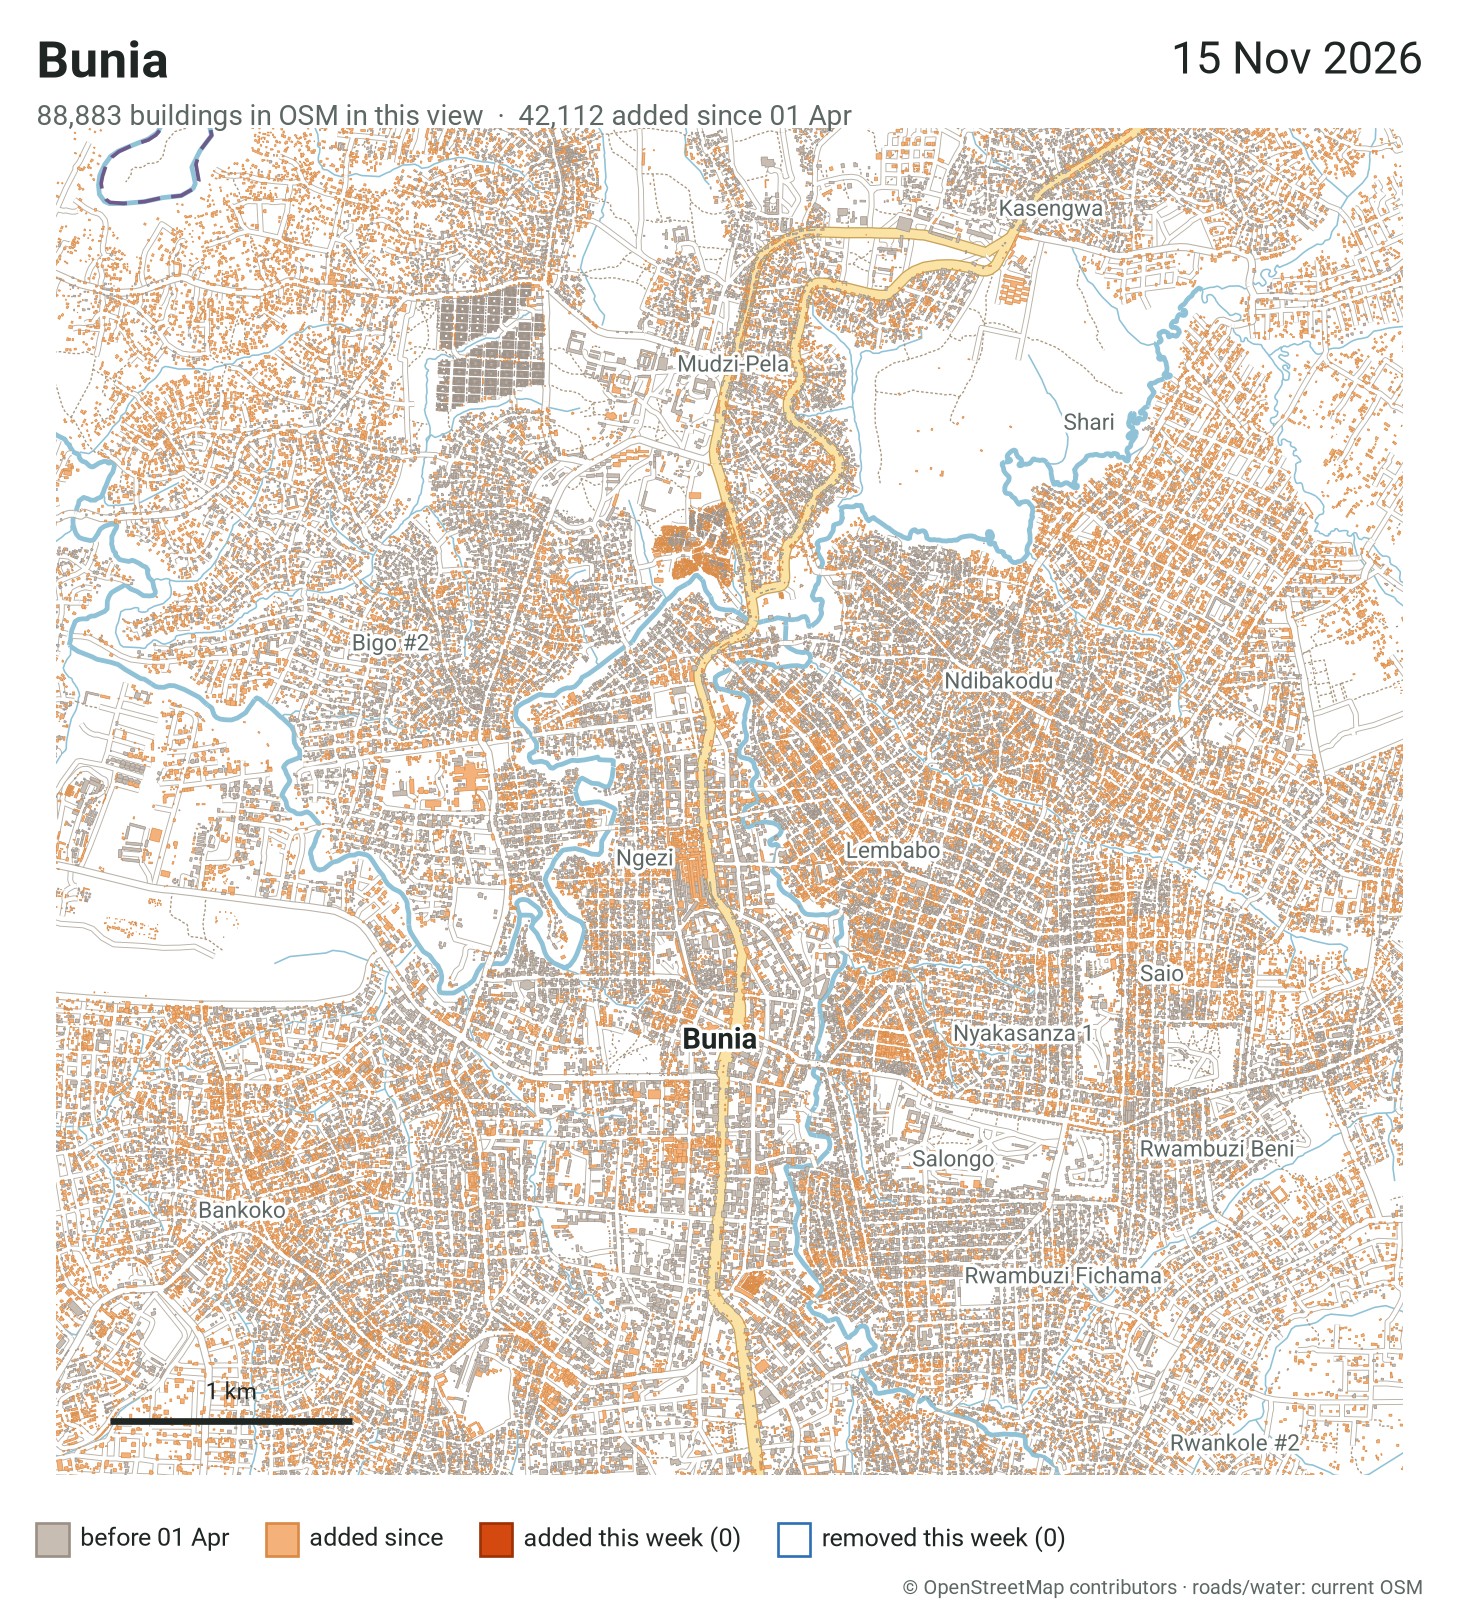 Bunia
15 Nov 2026
88,883 buildings in OSM in this view · 42,112 added since 01 Apr
Kasengwa
Mudzi-Pela
Shari
Bigo #2
Ndibakodu
Ngezi
Lembabo
Saio
Bunia
Nyakasanza 1
Salongo
Rwambuzi Beni
Bankoko
Rwambuzi Fichama
1 km
Rwankole #2
before 01 Apr
added since
added this week (0)
removed this week (0)
© OpenStreetMap contributors · roads/water: current OSM